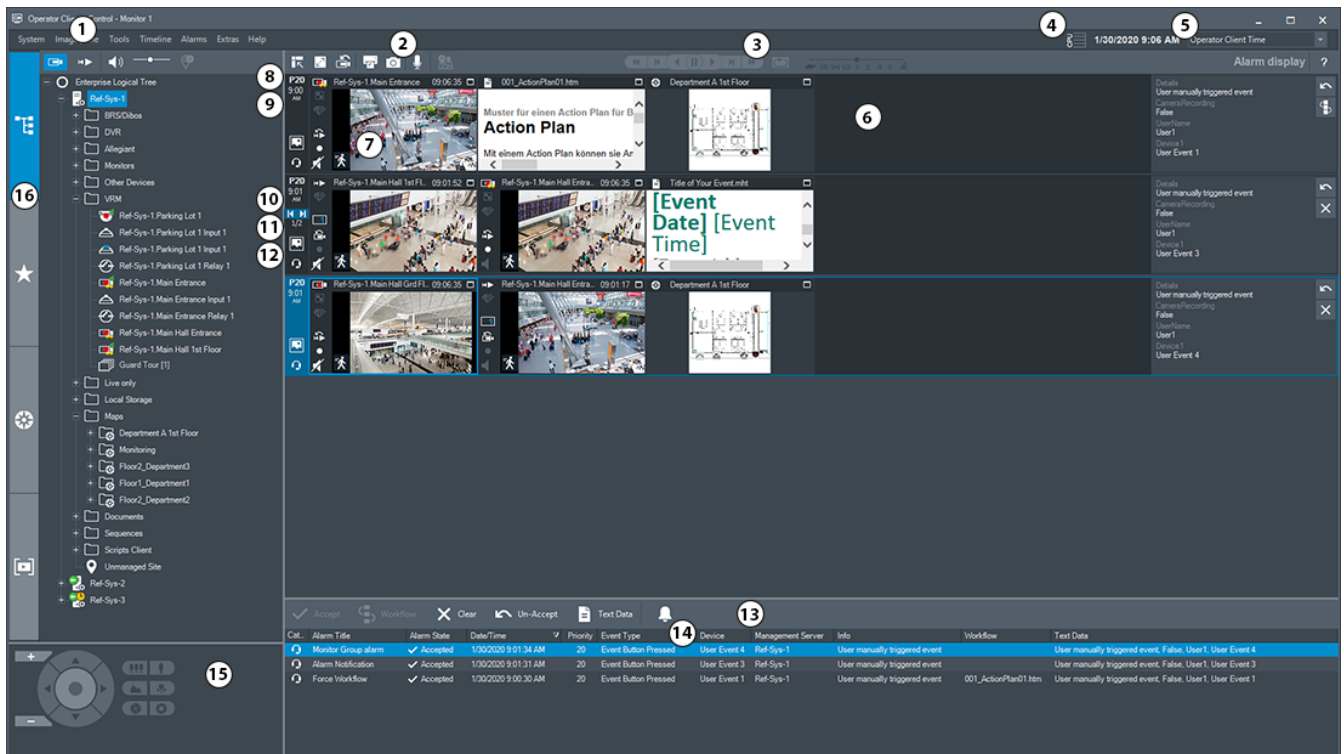 Operator Client Control - Monitor 1
System Tools Timeline Alarms Extras Help
1
2
3
4
5
1/30/2020 9:06 AM Operator Client Time
Alarm display ?
Enterprise Logical Tree
Ref-Sys-1
BRS/Dibos
DVR
Allegiant
Monitors
Other Devices
VRM
Ref-Sys-1.Parking Lot 1
Ref-Sys-1.Parking Lot 1 Input 1
Ref-Sys-1.Parking Lot 1 Input 1
Ref-Sys-1.Parking Lot 1 Relay 1
Ref-Sys-1.Main Entrance
Ref-Sys-1.Main Entrance Input 1
Ref-Sys-1.Main Entrance Relay 1
Ref-Sys-1.Main Hall Entrance
Ref-Sys-1.Main Hall 1st Floor
Guard Tour [1]
Live only
Local Storage
Maps
Department A 1st Floor
Monitoring
Floor2_Department3
Floor1_Department1
Floor2_Department2
Documents
Sequences
Scripts Client
Unmanaged Site
Ref-Sys-2
Ref-Sys-3
16
15
8
9
10
11
12
P20
9:00
AM
Ref-Sys-1.Main Entrance 09:06:35
001_ActionPlan01.htm
Department A 1st Floor
7
Muster für einen Action Plan für B
Action Plan
Mit einem Action Plan können sie Ar
6
Details
User manually triggered event
CameraRecording
False
UserName
User1
Device1
User Event 1
P20
9:01
AM
1/2
Ref-Sys-1.Main Hall 1st Fl.. 09:01:52
Ref-Sys-1.Main Hall Entra.. 09:06:35
Title of Your Event.mht
[Event
Date] [Event
Time]
Details
User manually triggered event
CameraRecording
False
UserName
User1
Device1
User Event 3
P20
9:01
AM
Ref-Sys-1.Main Hall Grd Fl.. 09:06:35
Ref-Sys-1.Main Hall Entra.. 09:01:17
Department A 1st Floor
Details
User manually triggered event
CameraRecording
False
UserName
User1
Device1
User Event 4
Accept Workflow Clear Un-Accept Text Data
13
14
Cat.. Alarm Title Alarm State Date/Time Priority Event Type Device Management Server Info Workflow Text Data
Monitor Group alarm Accepted 1/30/2020 9:01:34 AM 20 Event Button Pressed User Event 4 Ref-Sys-1 User manually triggered event User manually triggered event, False, User1, User Event 4
Alarm Notification Accepted 1/30/2020 9:01:31 AM 20 Event Button Pressed User Event 3 Ref-Sys-1 User manually triggered event User manually triggered event, False, User1, User Event 3
Force Workflow Accepted 1/30/2020 9:00:30 AM 20 Event Button Pressed User Event 1 Ref-Sys-1 User manually triggered event 001_ActionPlan01.htm User manually triggered event, False, User1, User Event 1